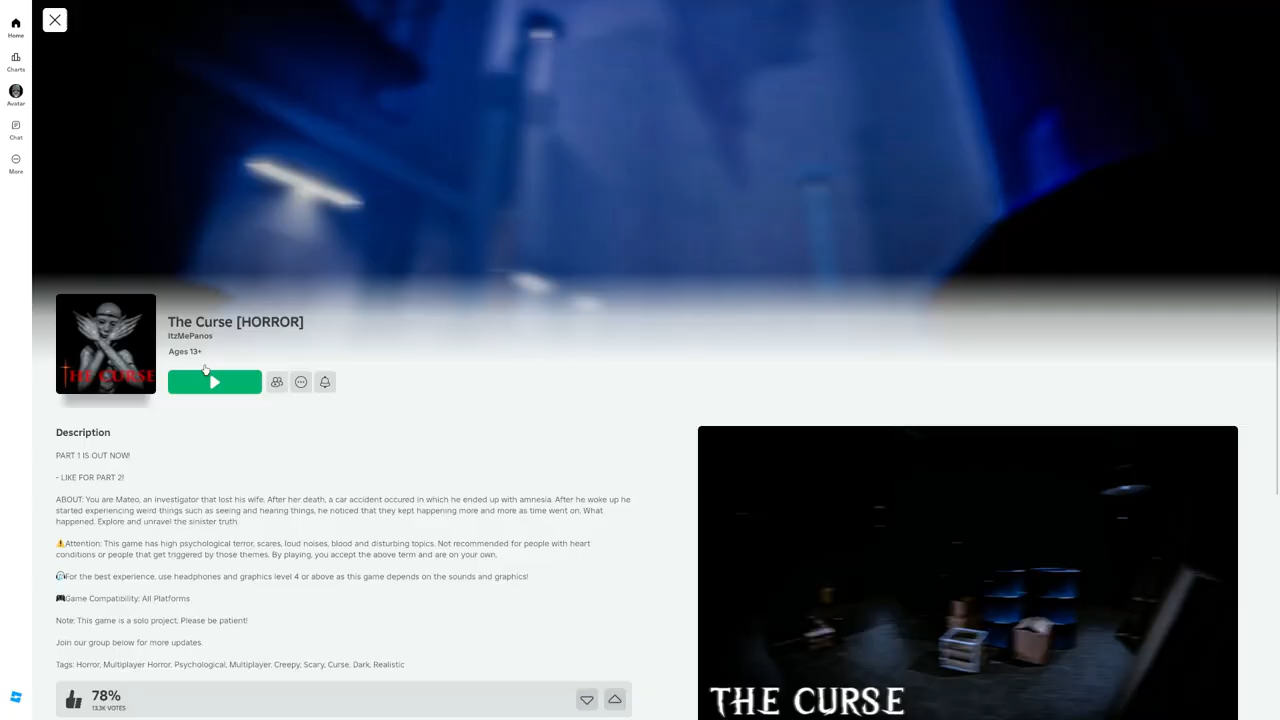 Home
Charts
Avatar
Chat
More
The Curse [HORROR]
ItzMePanos
Ages 13+
THE CURSE
Description
PART 1 IS OUT NOW!
- LIKE FOR PART 2!
ABOUT: You are Mateo, an investigator that lost his wife. After her death, a car accident occured in which he ended up with amnesia. After he woke up he
started experiencing weird things such as seeing and hearing things, he noticed that they kept happening more and more as time went on. What
happened. Explore and unravel the sinister truth.
⚠️Attention: This game has high psychological terror, scares, loud noises, blood and disturbing topics. Not recommended for people with heart
conditions or people that get triggered by those themes. By playing, you accept the above term and are on your own.
🎧For the best experience, use headphones and graphics level 4 or above as this game depends on the sounds and graphics!
🎮Game Compatibility: All Platforms
Note: This game is a solo project. Please be patient!
Join our group below for more updates.
Tags: Horror, Multiplayer Horror, Psychological, Multiplayer, Creepy, Scary, Curse, Dark, Realistic
78%
13.3K VOTES
THE CURSE